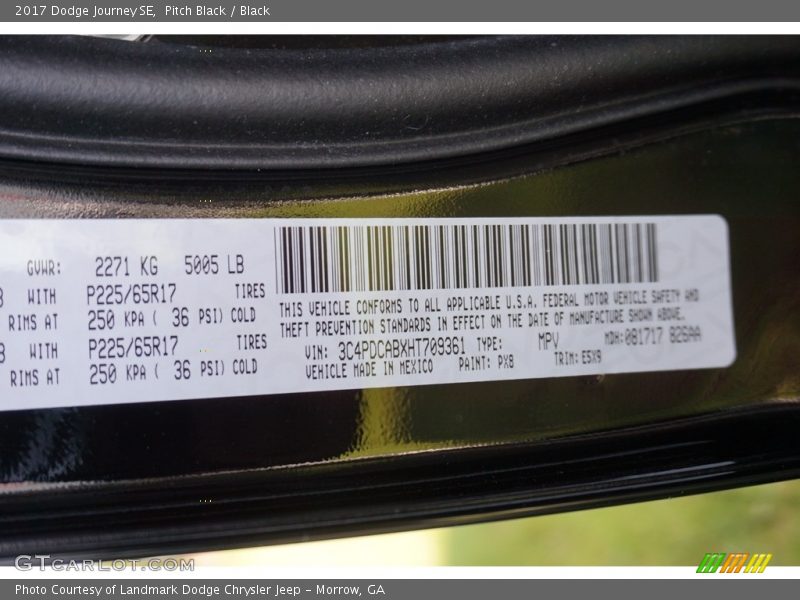 2017 Dodge Journey SE, Pitch Black / Black
GVWR: 2271 KG 5005 LB
WITH P225/65R17 TIRES
RIMS AT 250 KPA ( 36 PSI) COLD
WITH P225/65R17 TIRES
RIMS AT 250 KPA ( 36 PSI) COLD
THIS VEHICLE CONFORMS TO ALL APPLICABLE U.S.A. FEDERAL MOTOR VEHICLE SAFETY AND
THEFT PREVENTION STANDARDS IN EFFECT ON THE DATE OF MANUFACTURE SHOWN ABOVE.
VIN: 3C4PDCABXHT709361 TYPE: MPV MDH:081717 826AA
VEHICLE MADE IN MEXICO PAINT: PX8 TRIM: E5X9
GTCARLOT.COM
Photo Courtesy of Landmark Dodge Chrysler Jeep – Morrow, GA